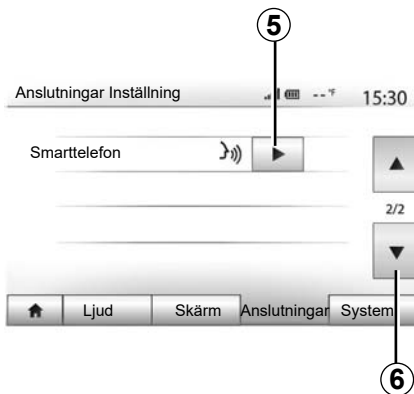 5
Anslutningar Inställning --°F 15:30
Smarttelefon
2/2
Ljud Skärm Anslutningar System
6